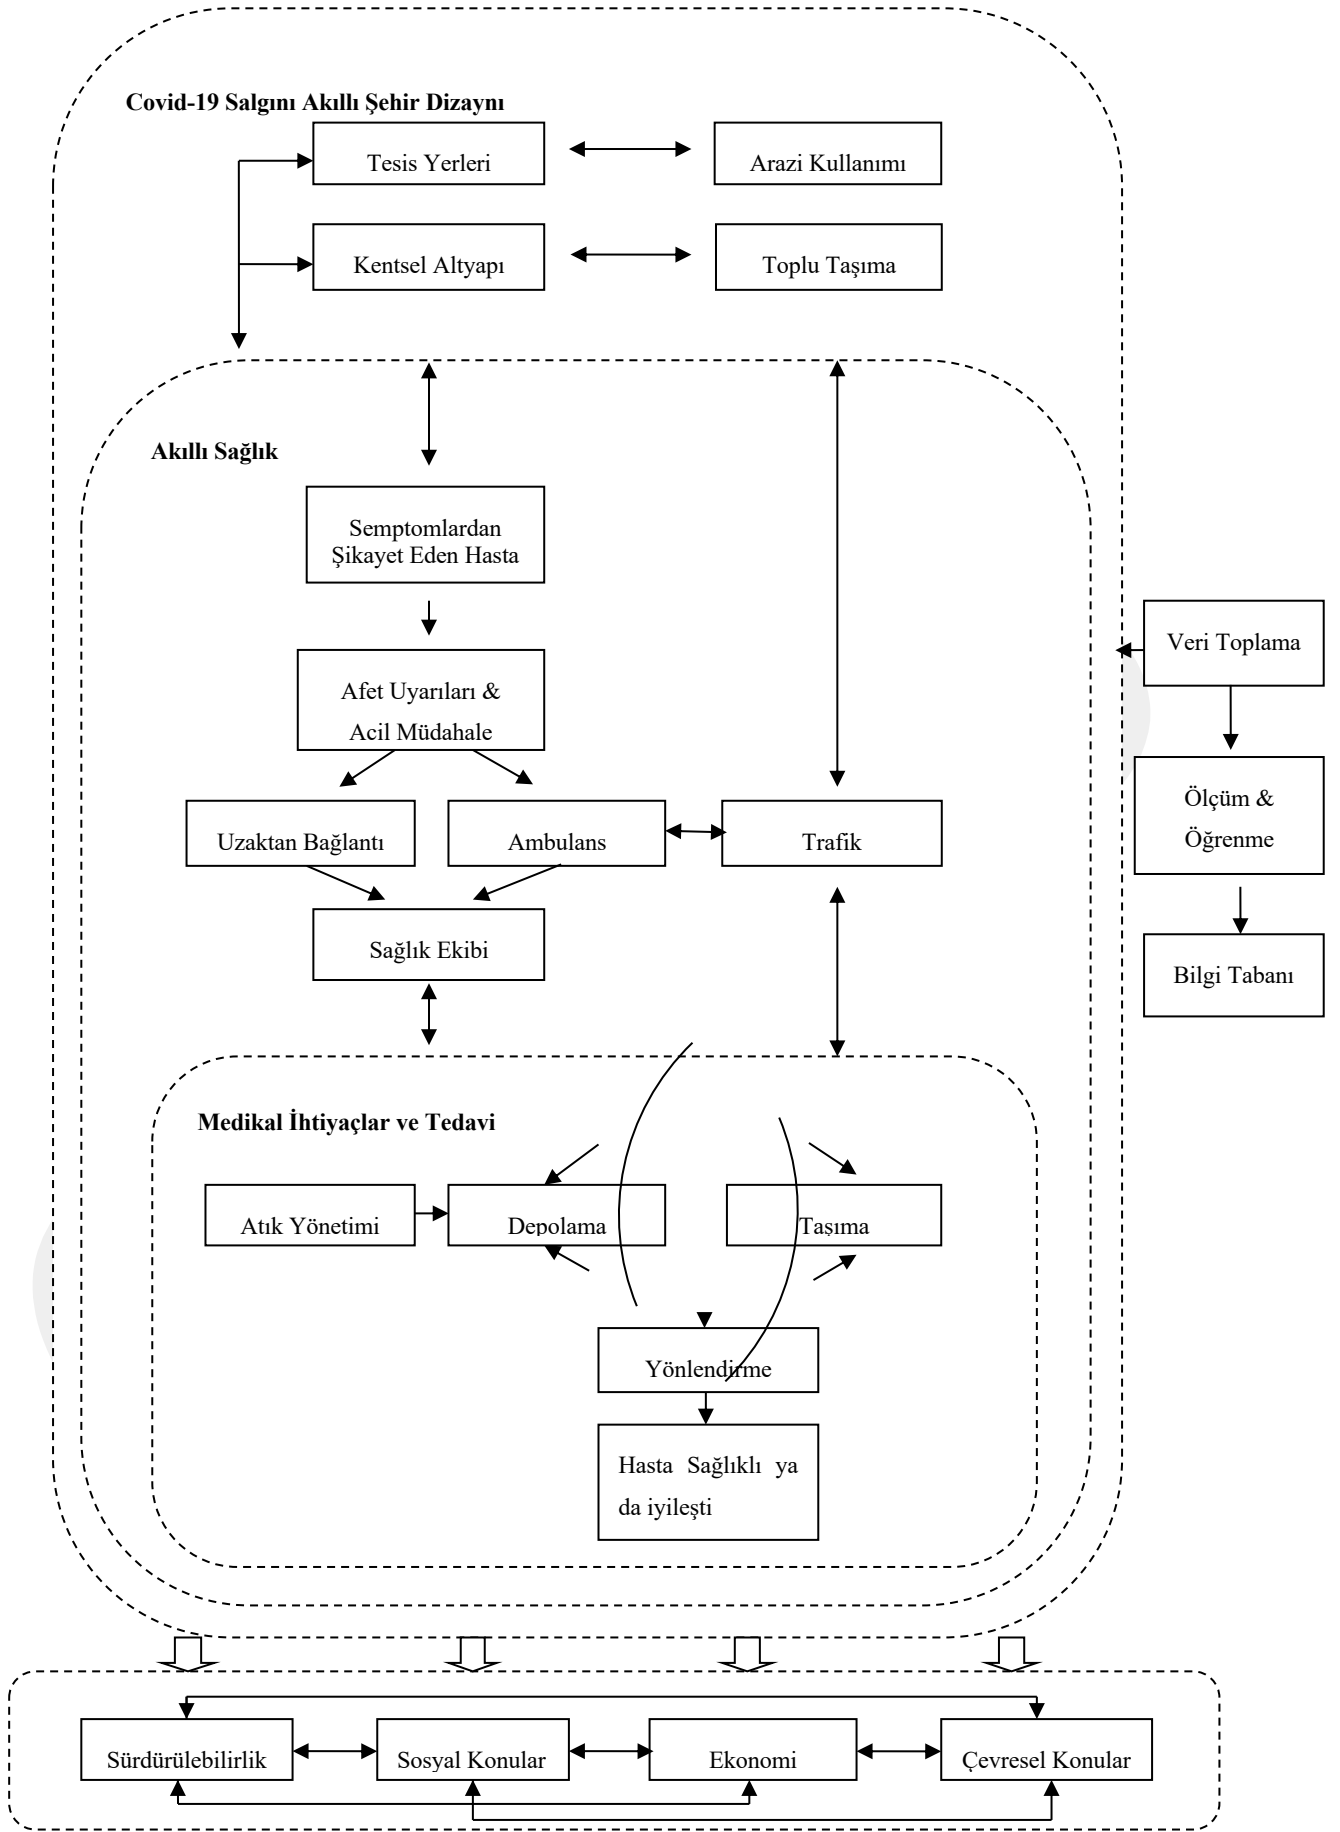 Covid-19 Salgını Akıllı Şehir Dizaynı
Tesis Yerleri
Arazi Kullanımı
Kentsel Altyapı
Toplu Taşıma
Akıllı Sağlık
Semptomlardan
Şikayet Eden Hasta
Afet Uyarıları &
Acil Müdahale
Uzaktan Bağlantı
Ambulans
Trafik
Sağlık Ekibi
Veri Toplama
Ölçüm &
Öğrenme
Bilgi Tabanı
Medikal İhtiyaçlar ve Tedavi
Atık Yönetimi
Depolama
Taşıma
Yönlendirme
Hasta Sağlıklı ya
da iyileşti
Sürdürülebilirlik
Sosyal Konular
Ekonomi
Çevresel Konular